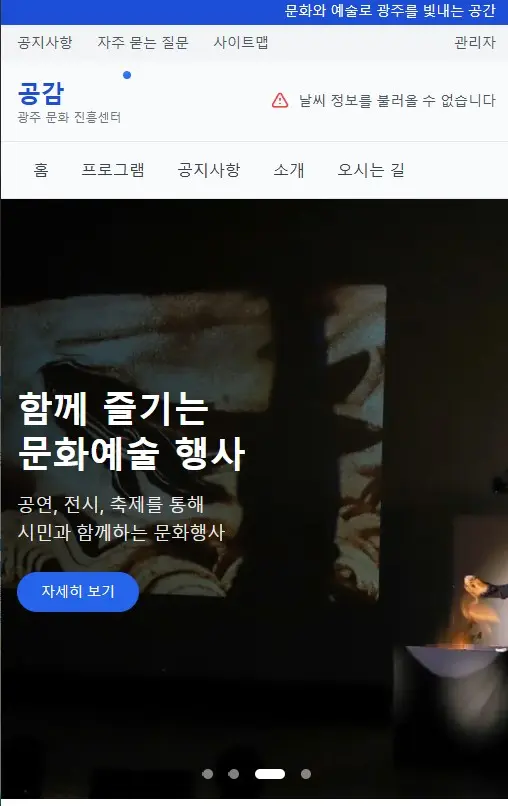 문화와 예술로 광주를 빛내는 공간
공지사항 자주 묻는 질문 사이트맵 관리자
공감
광주 문화 진흥센터
날씨 정보를 불러올 수 없습니다
홈 프로그램 공지사항 소개 오시는 길
함께 즐기는
문화예술 행사
공연, 전시, 축제를 통해
시민과 함께하는 문화행사
자세히 보기